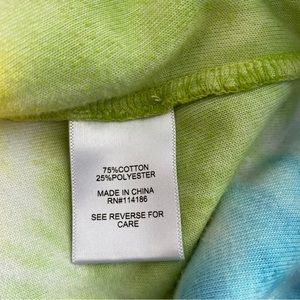 75%COTTON
25%POLYESTER
MADE IN CHINA
RN#114186
SEE REVERSE FOR
CARE